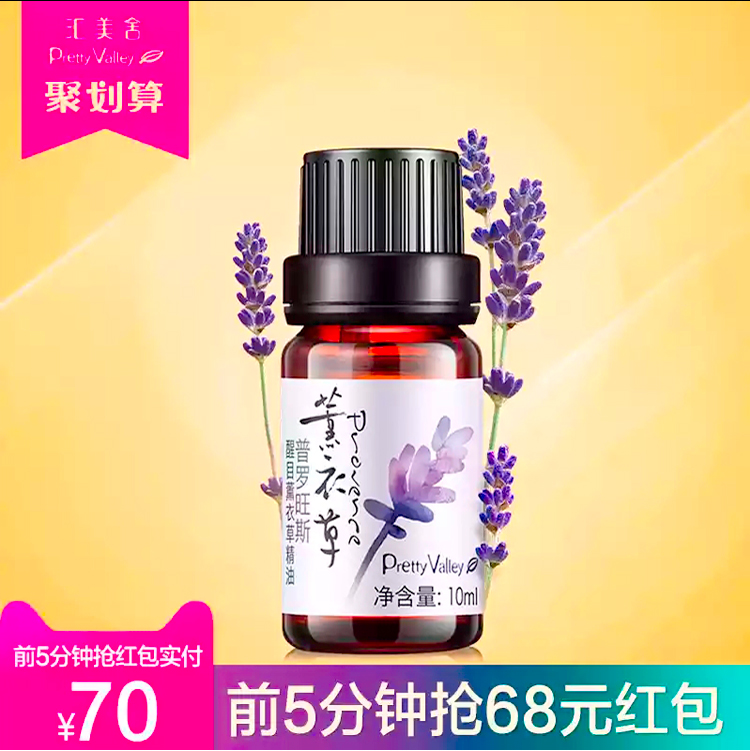 汇美舍
Pretty Valley
聚划算
薰衣草
Provence
普罗旺斯
醒目薰衣草精油
Pretty Valley
净含量: 10ml
前5分钟抢红包实付
¥70
前5分钟抢68元红包